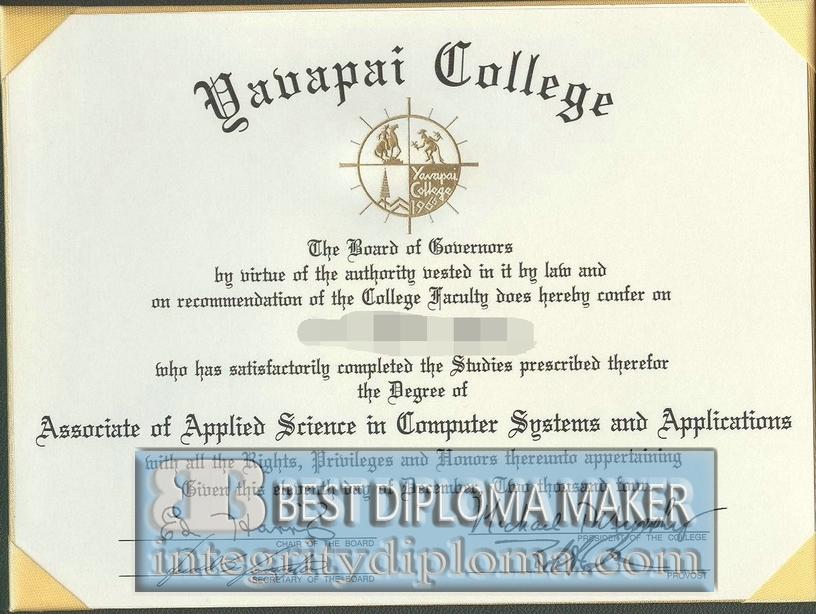 Yavapai College
Yavapai
College
The Board of Governors
by virtue of the authority vested in it by law and
on recommendation of the College Faculty does hereby confer on
who has satisfactorily completed the Studies prescribed therefor
the Degree of
Associate of Applied Science in Computer Systems and Applications
with all the Rights, Privileges and Honors thereunto appertaining
Given this eleventh day of December, Two thousand
BB BEST DIPLOMA MAKER
CHAIR OF THE BOARD
PRESIDENT OF THE COLLEGE
integritydiploma.com
SECRETARY OF THE BOARD
PROVOST